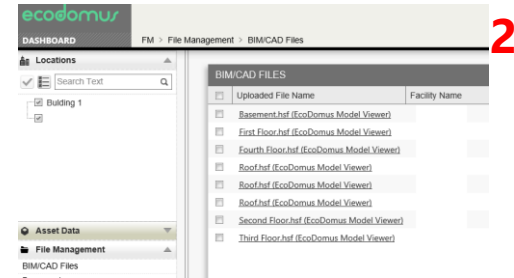 ecodomus
2
DASHBOARD
FM > File Management > BIM/CAD Files
Locations
Search Text
Bulding 1
BIM/CAD FILES
Uploaded File Name Facility Name
Basement.hsf (EcoDomus Model Viewer)
First Floor.hsf (EcoDomus Model Viewer)
Fourth Floor.hsf (EcoDomus Model Viewer)
Roof.hsf (EcoDomus Model Viewer)
Roof.hsf (EcoDomus Model Viewer)
Roof.hsf (EcoDomus Model Viewer)
Second Floor.hsf (EcoDomus Model Viewer)
Third Floor.hsf (EcoDomus Model Viewer)
Asset Data
File Management
BIM/CAD Files